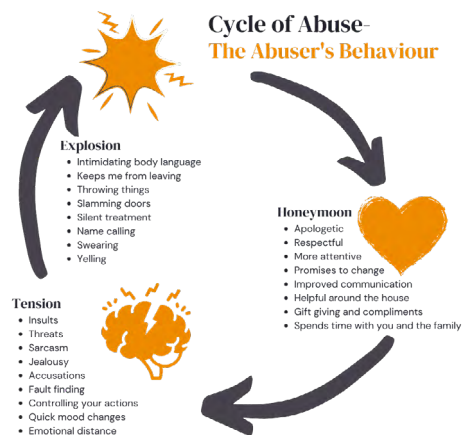 Cycle of Abuse-
The Abuser's Behaviour
Explosion
• Intimidating body language
• Keeps me from leaving
• Throwing things
• Slamming doors
• Silent treatment
• Name calling
• Swearing
• Yelling
Honeymoon
• Apologetic
• Respectful
• More attentive
• Promises to change
• Improved communication
• Helpful around the house
• Gift giving and compliments
• Spends time with you and the family
Tension
• Insults
• Threats
• Sarcasm
• Jealousy
• Accusations
• Fault finding
• Controlling your actions
• Quick mood changes
• Emotional distance